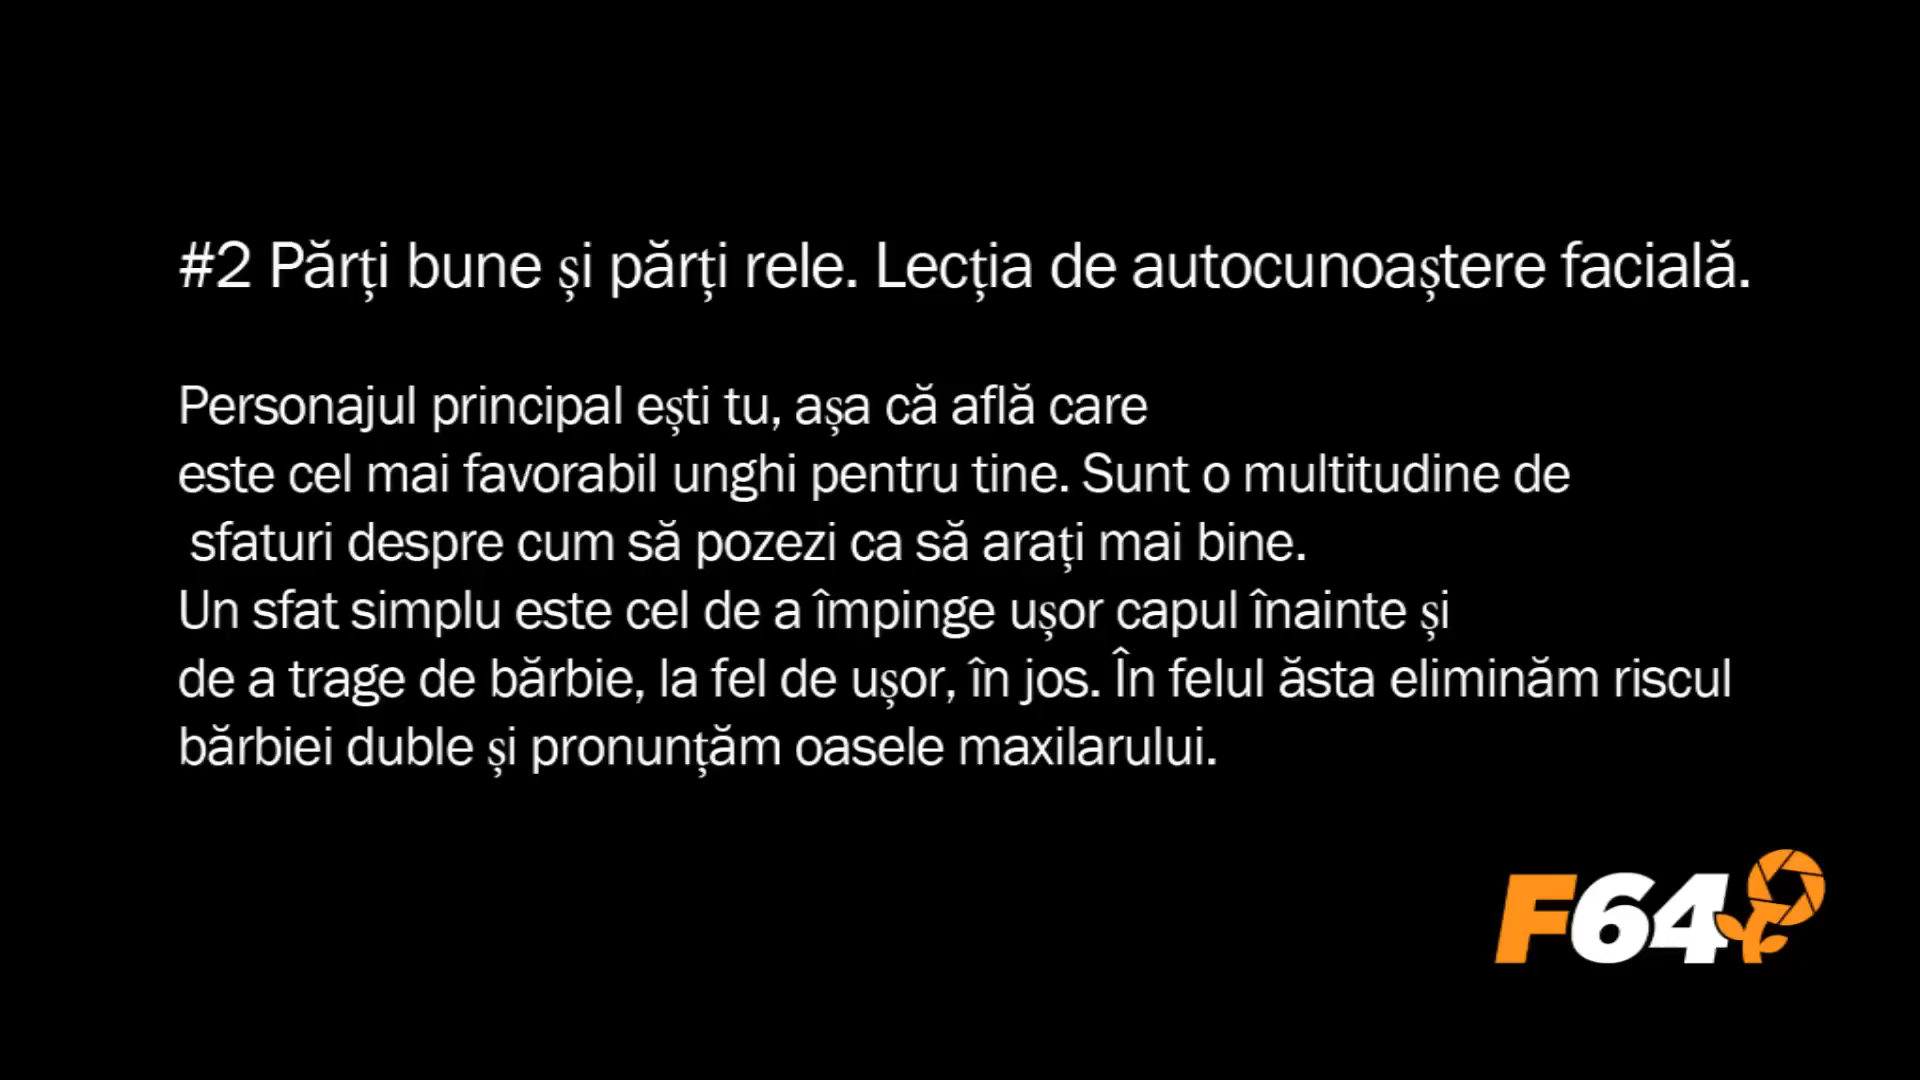 #2 Părți bune și părți rele. Lecția de autocunoaștere facială.
Personajul principal ești tu, așa că află care
este cel mai favorabil unghi pentru tine. Sunt o multitudine de
sfaturi despre cum să pozezi ca să arați mai bine.
Un sfat simplu este cel de a împinge ușor capul înainte și
de a trage de bărbie, la fel de ușor, în jos. În felul ăsta eliminăm riscul
bărbiei duble și pronunțăm oasele maxilarului.
F64